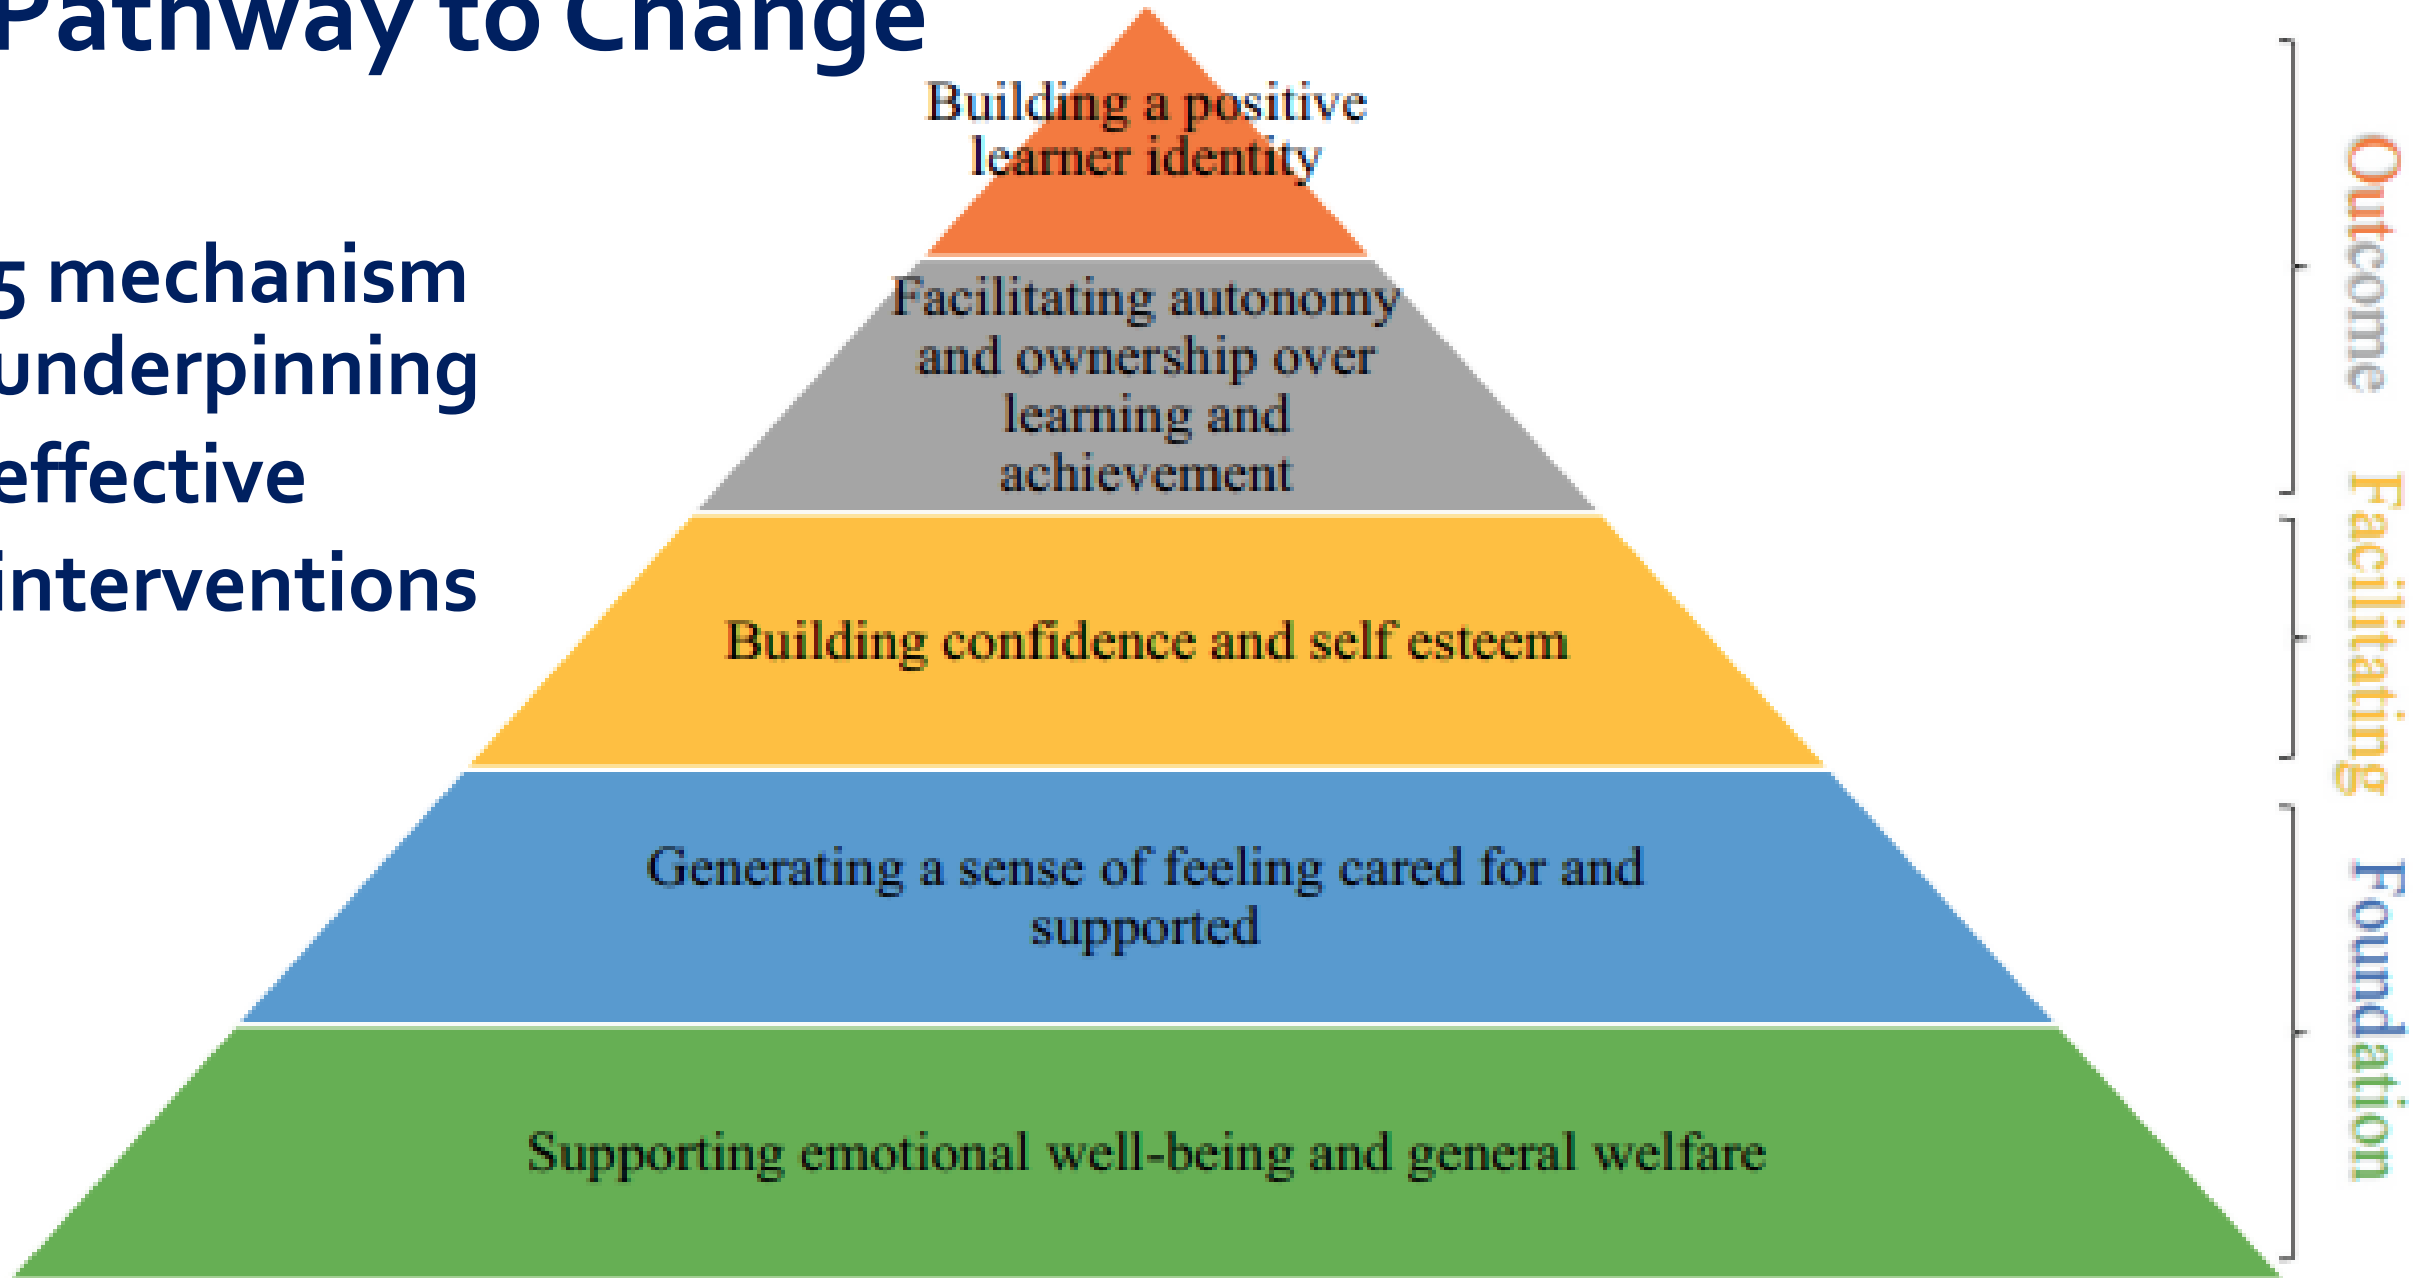 Pathway to Change
5 mechanism
underpinning
effective
interventions
Building a positive
learner identity
Facilitating autonomy
and ownership over
learning and
achievement
Building confidence and self esteem
Generating a sense of feeling cared for and
supported
Supporting emotional well-being and general welfare
Outcome
Facilitating
Foundation